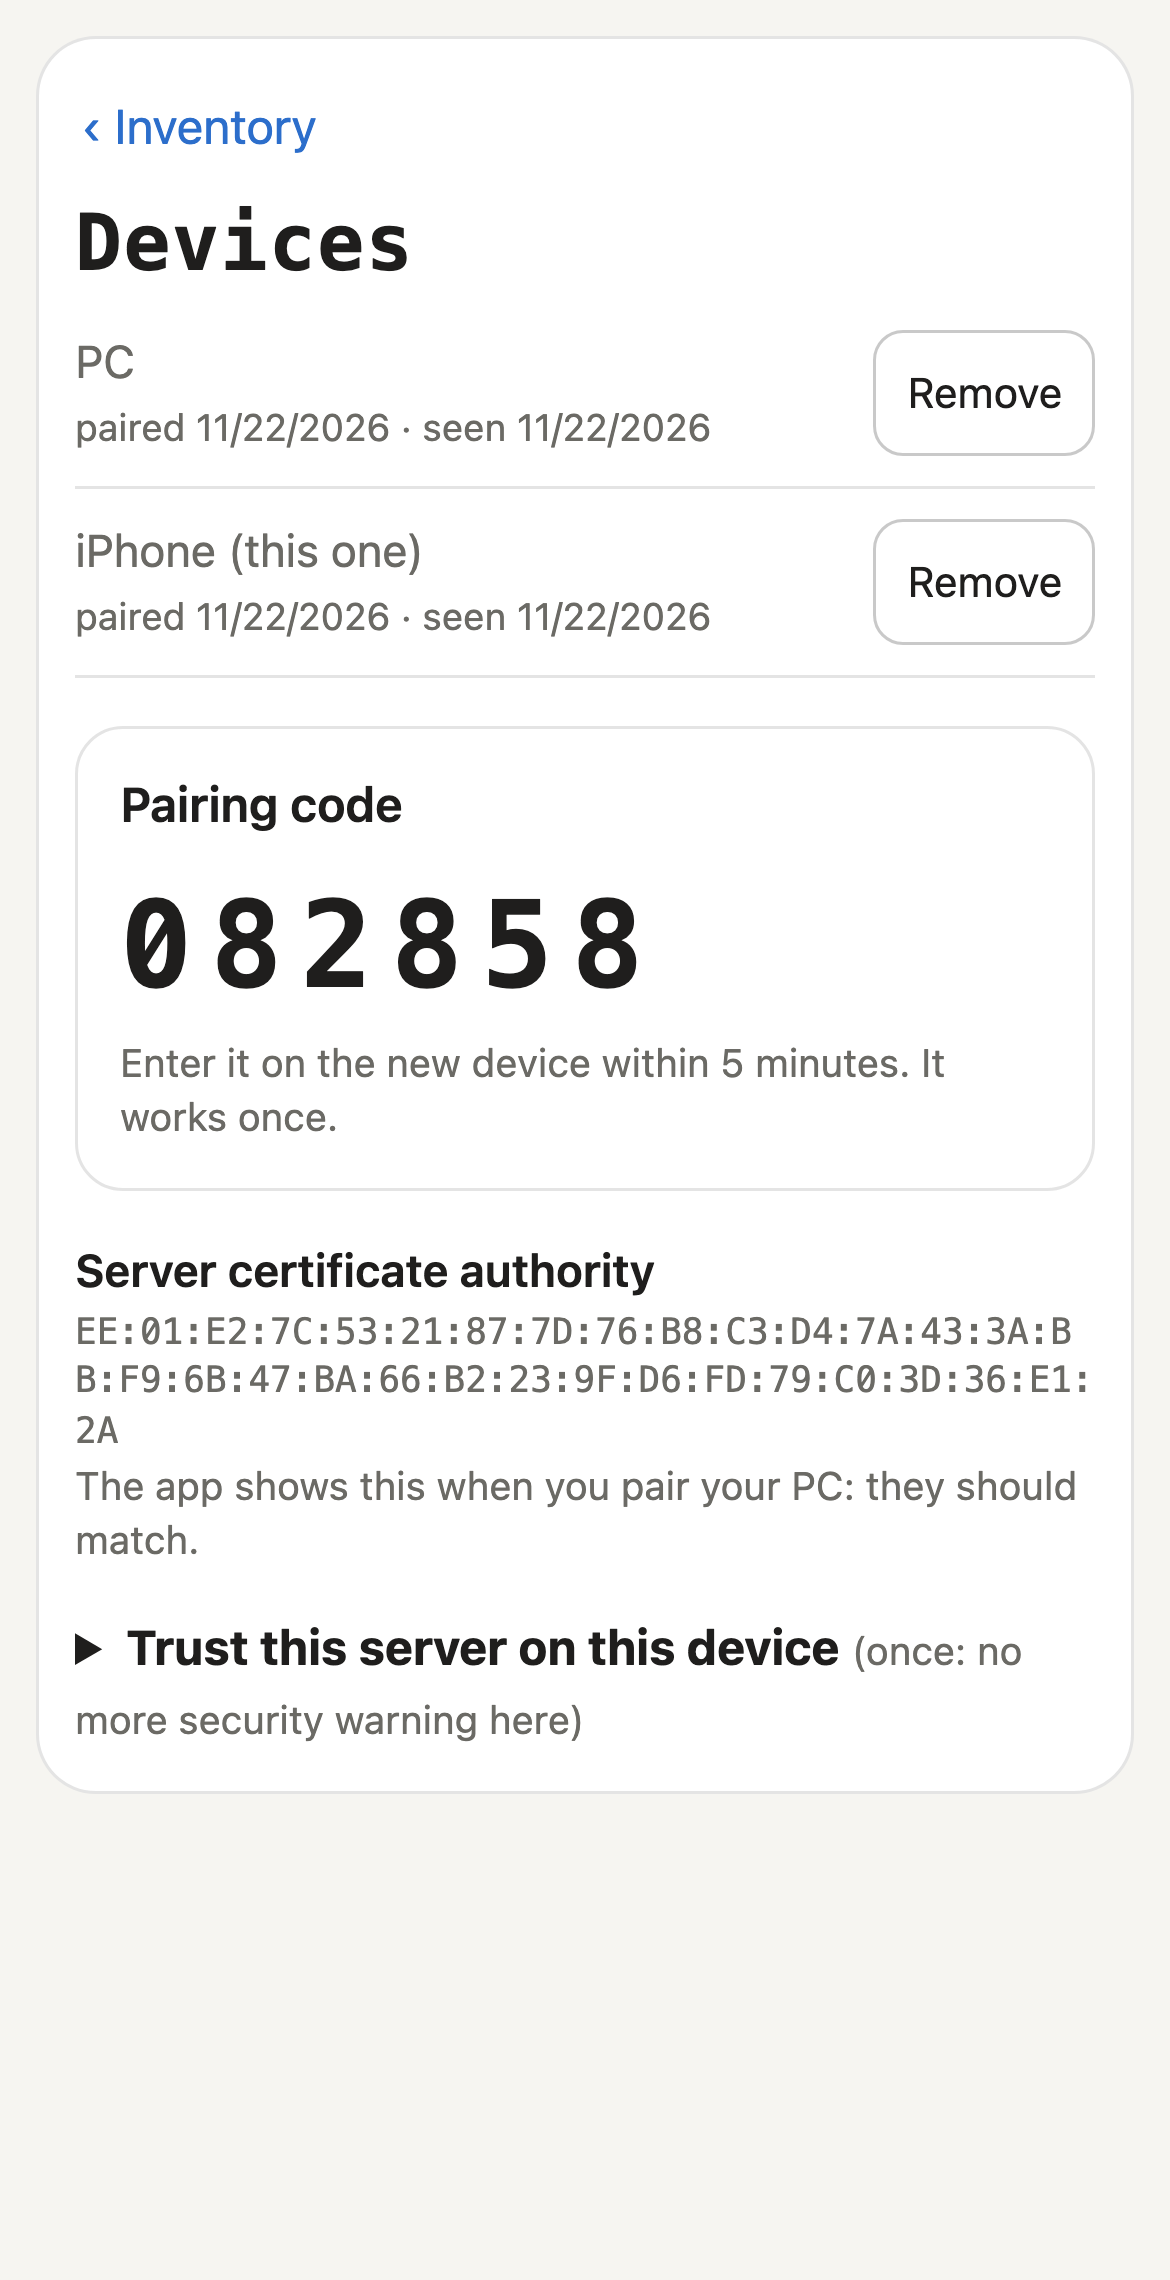 ‹ Inventory
Devices
PC
paired 11/22/2026 · seen 11/22/2026
Remove
iPhone (this one)
paired 11/22/2026 · seen 11/22/2026
Remove
Pairing code
082858
Enter it on the new device within 5 minutes. It
works once.
Server certificate authority
EE:01:E2:7C:53:21:87:7D:76:B8:C3:D4:7A:43:3A:B
B:F9:6B:47:BA:66:B2:23:9F:D6:FD:79:C0:3D:36:E1:
2A
The app shows this when you pair your PC: they should
match.
▶ Trust this server on this device (once: no
more security warning here)